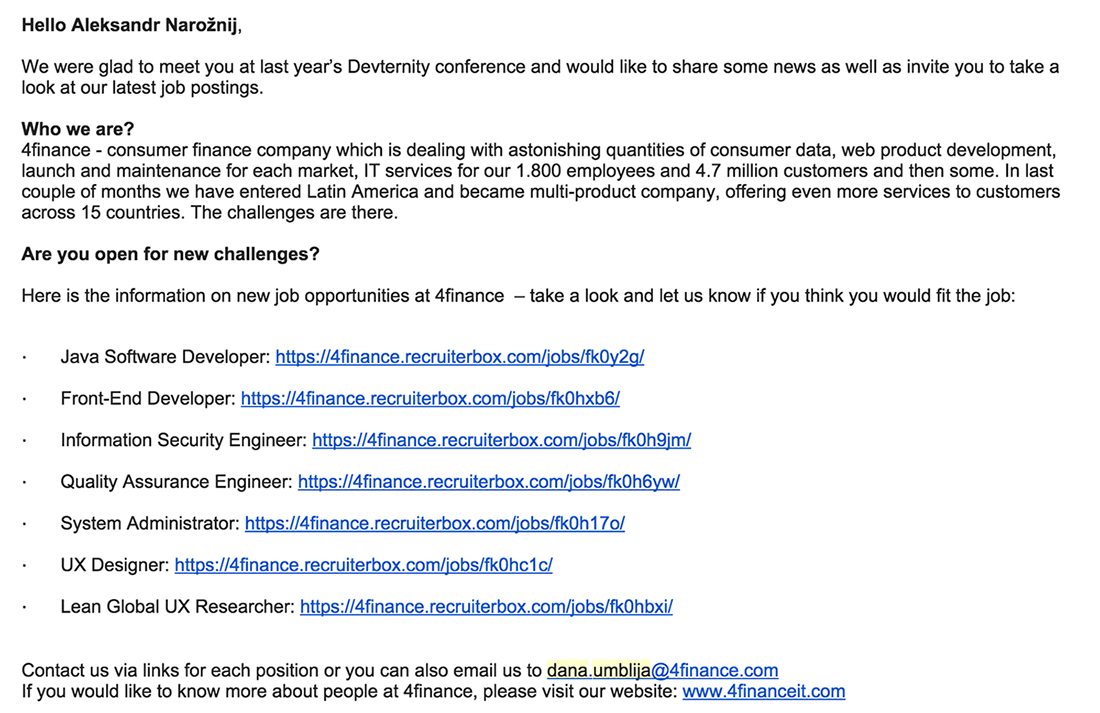 Hello Aleksandr Narožnij,
We were glad to meet you at last year's Devternity conference and would like to share some news as well as invite you to take a
look at our latest job postings.
Who we are?
4finance - consumer finance company which is dealing with astonishing quantities of consumer data, web product development,
launch and maintenance for each market, IT services for our 1.800 employees and 4.7 million customers and then some. In last
couple of months we have entered Latin America and became multi-product company, offering even more services to customers
across 15 countries. The challenges are there.
Are you open for new challenges?
Here is the information on new job opportunities at 4finance – take a look and let us know if you think you would fit the job:
· Java Software Developer: https://4finance.recruiterbox.com/jobs/fk0y2g/
· Front-End Developer: https://4finance.recruiterbox.com/jobs/fk0hxb6/
· Information Security Engineer: https://4finance.recruiterbox.com/jobs/fk0h9jm/
· Quality Assurance Engineer: https://4finance.recruiterbox.com/jobs/fk0h6yw/
· System Administrator: https://4finance.recruiterbox.com/jobs/fk0h17o/
· UX Designer: https://4finance.recruiterbox.com/jobs/fk0hc1c/
· Lean Global UX Researcher: https://4finance.recruiterbox.com/jobs/fk0hbxi/
Contact us via links for each position or you can also email us to dana.umblija@4finance.com
If you would like to know more about people at 4finance, please visit our website: www.4financeit.com